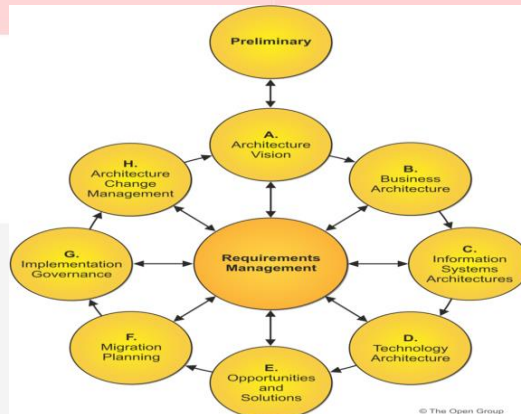 Preliminary
A.
Architecture
Vision
B.
Business
Architecture
C.
Information
Systems
Architectures
D.
Technology
Architecture
E.
Opportunities
and
Solutions
F.
Migration
Planning
G.
Implementation
Governance
H.
Architecture
Change
Management
Requirements
Management
© The Open Group